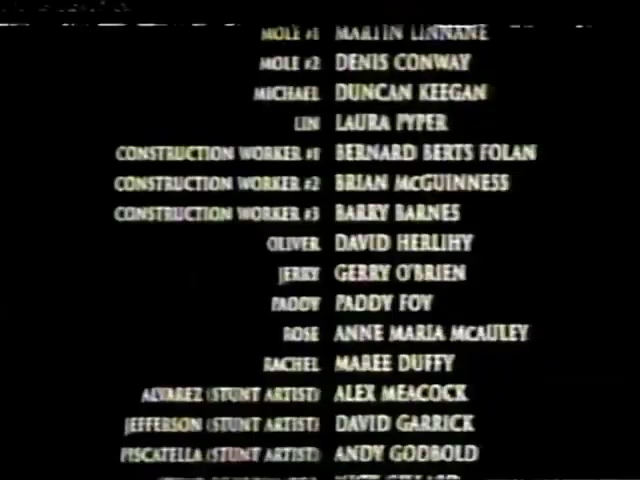 MOLE #1 MARTIN LINNANE
MOLE #2 DENIS CONWAY
MICHAEL DUNCAN KEEGAN
LIN LAURA PYPER
CONSTRUCTION WORKER #1 BERNARD BERTS FOLAN
CONSTRUCTION WORKER #2 BRIAN McGUINNESS
CONSTRUCTION WORKER #3 BARRY BARNES
OLIVER DAVID HERLIHY
JERRY GERRY O'BRIEN
PADDY PADDY FOY
ROSE ANNE MARIA McAULEY
RACHEL MAREE DUFFY
ALVAREZ (STUNT ARTIST) ALEX MEACOCK
JEFFERSON (STUNT ARTIST) DAVID GARRICK
PISCATELLA (STUNT ARTIST) ANDY GODBOLD